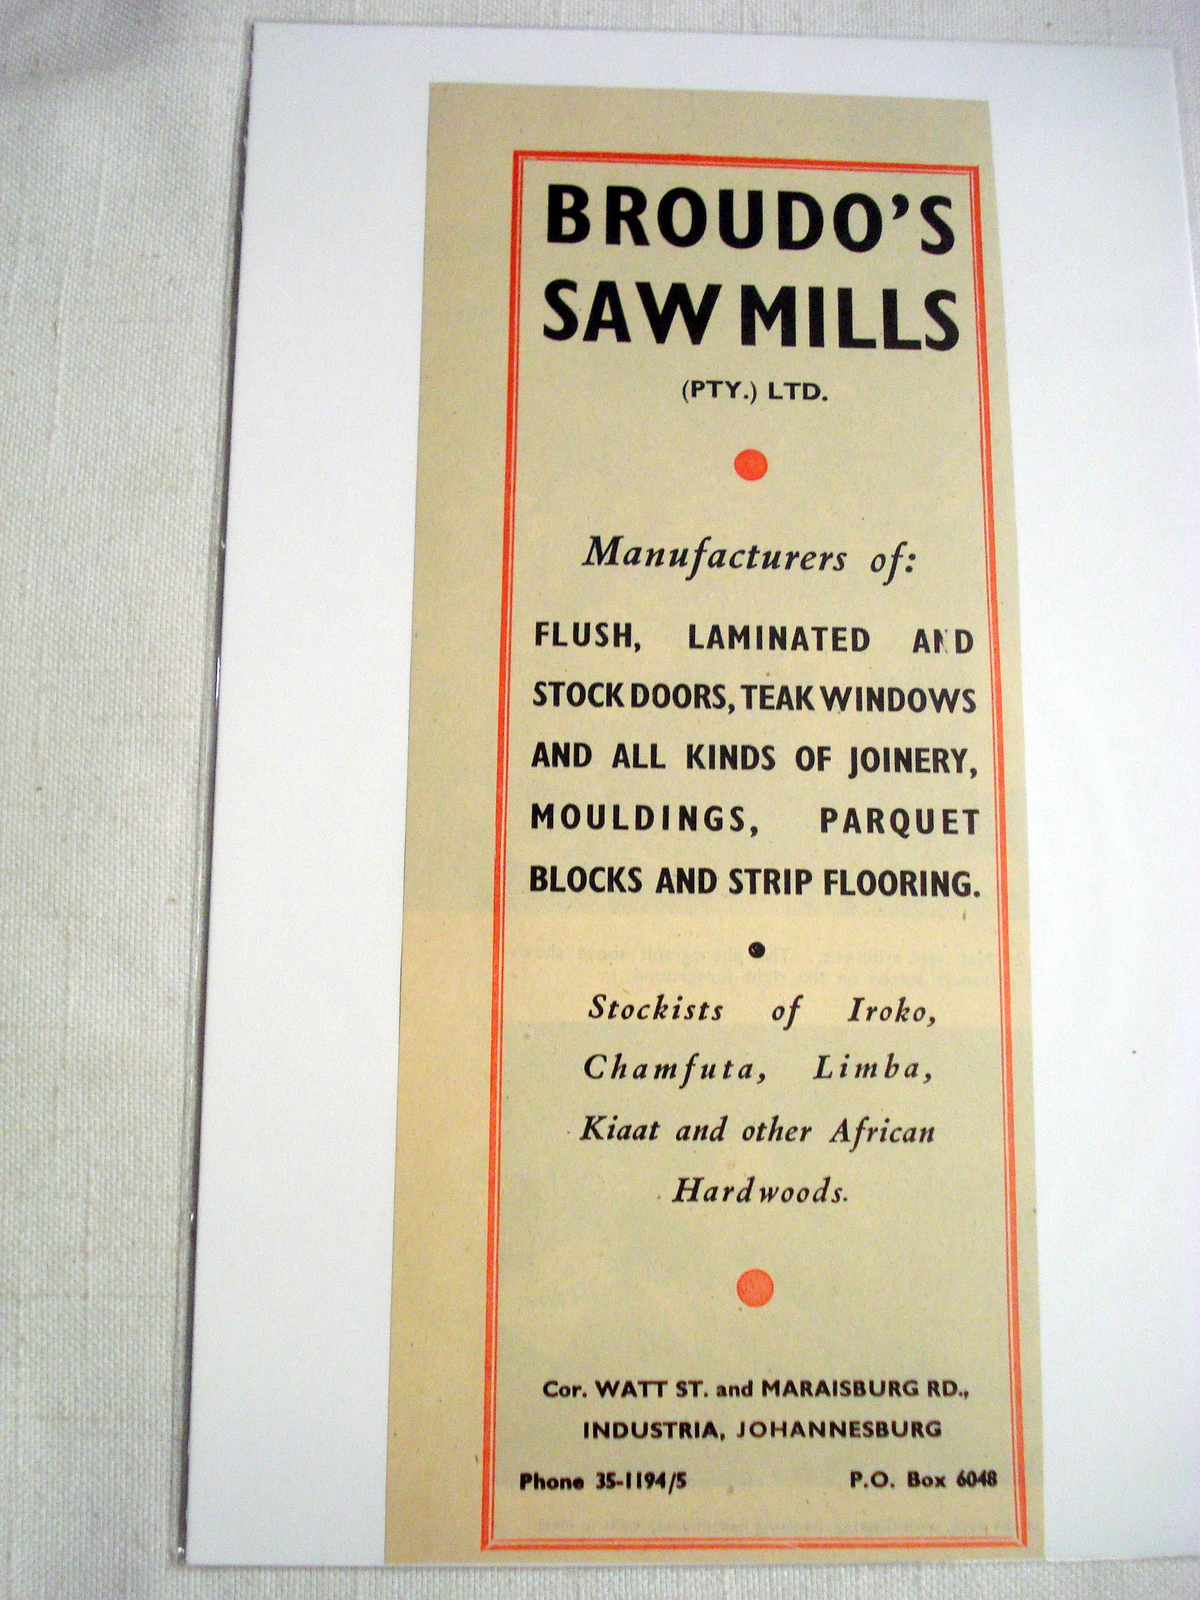 BROUDO'S
SAW MILLS
(PTY.) LTD.
Manufacturers of:
FLUSH, LAMINATED AND
STOCK DOORS, TEAK WINDOWS
AND ALL KINDS OF JOINERY,
MOULDINGS, PARQUET
BLOCKS AND STRIP FLOORING.
Stockists of Iroko,
Chamfuta, Limba,
Kiaat and other African
Hardwoods.
Cor. WATT ST. and MARAISBURG RD.,
INDUSTRIA, JOHANNESBURG
Phone 35-1194/5 P.O. Box 6048